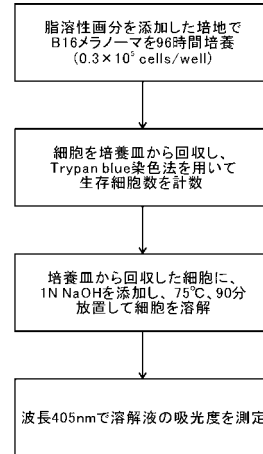 脂溶性画分を添加した培地で
B16メラノーマを96時間培養
(0.3×10⁵ cells/well)
細胞を培養皿から回収し、
Trypan blue染色法を用いて
生存細胞数を計数
培養皿から回収した細胞に、
1N NaOHを添加し、75℃、90分
放置して細胞を溶解
波長405nmで溶解液の吸光度を測定